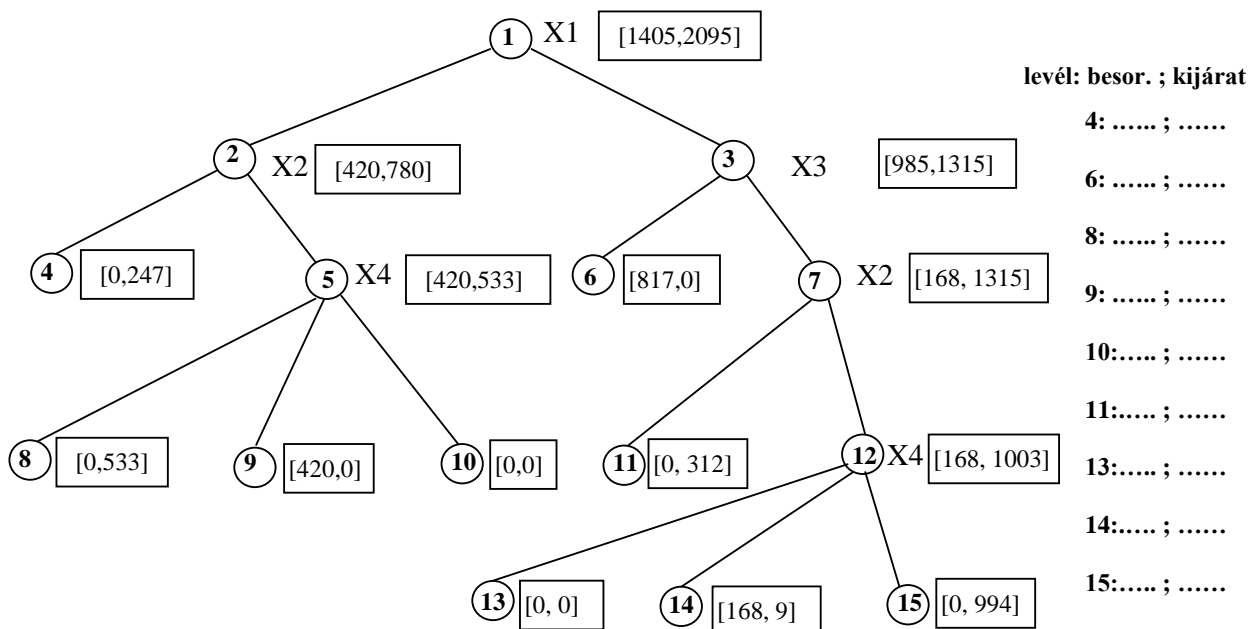 1 X1 [1405,2095]
levél: besor. ; kijárat
4: …... ; ……
2 X2 [420,780]
3 X3 [985,1315]
6: …... ; ……
8: …... ; ……
4 [0,247]
5 X4 [420,533]
6 [817,0]
7 X2 [168, 1315]
9: …... ; ……
10:….. ; ……
11:….. ; ……
8 [0,533]
9 [420,0]
10 [0,0]
11 [0, 312]
12 X4 [168, 1003]
13:….. ; ……
14:….. ; ……
15:….. ; ……
13 [0, 0]
14 [168, 9]
15 [0, 994]